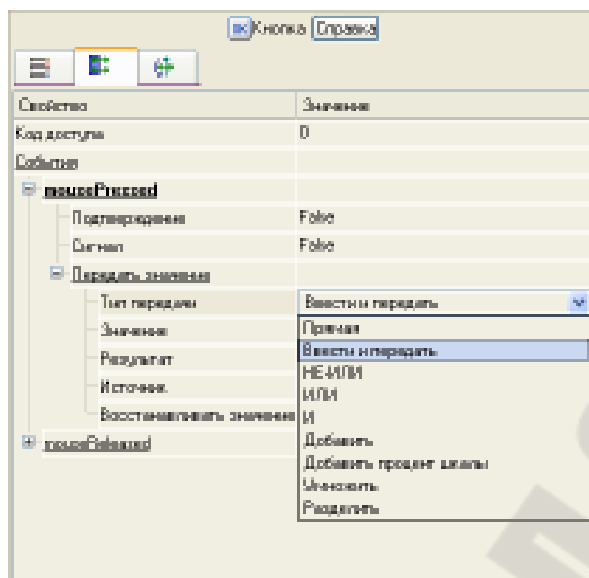 ок Кнопка Справка
Свойство Значение
Код доступа 0
События
mousePressed
Подтверждение False
Сигнал False
Передать значение
Тип передачи Ввести и передать
Значение Прямая
Ввести и передать
Результат НЕ-ИЛИ
Источник ИЛИ
Восстанавливать значение И
mouseReleased Добавить
Добавить процент шкалы
Умножить
Разделить